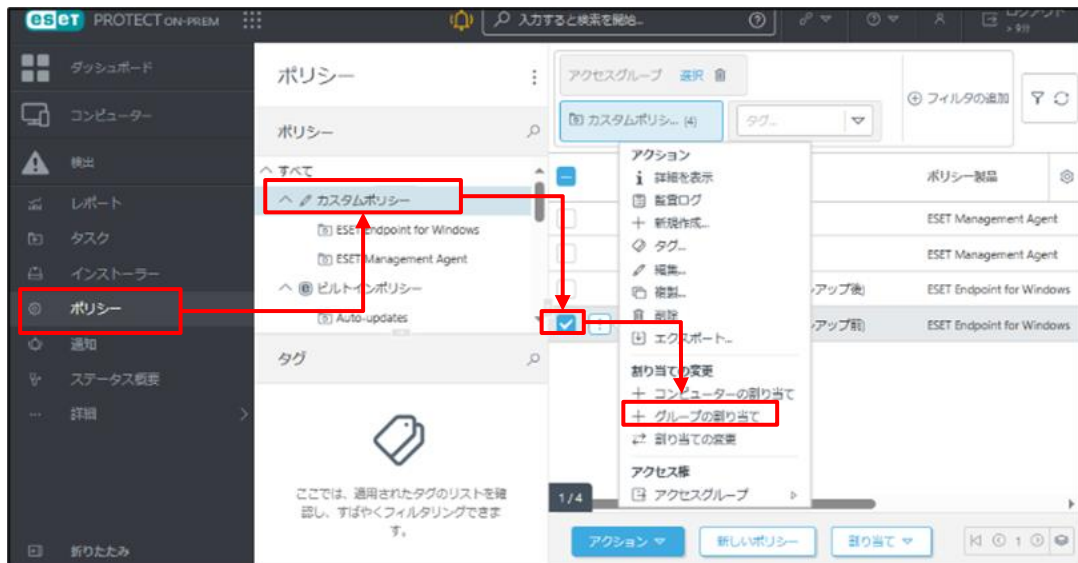 eset PROTECT ON-PREM
入力すると検索を開始...
> 9分
ダッシュボード
コンピューター
検出
レポート
タスク
インストーラー
ポリシー
通知
ステータス概要
詳細
折りたたみ
ポリシー
ポリシー
すべて
カスタムポリシー
ESET Endpoint for Windows
ESET Management Agent
ビルトインポリシー
Auto-updates
タグ
ここでは、適用されたタグのリストを確
認し、すばやくフィルタリングできま
す。
アクセスグループ 選択
カスタムポリシ... (4)
タグ...
フィルタの追加
ポリシー製品
ESET Management Agent
ESET Management Agent
アップ後) ESET Endpoint for Windows
アップ前) ESET Endpoint for Windows
アクション
詳細を表示
監査ログ
新規作成...
タグ...
編集...
複製...
削除
エクスポート...
割り当ての変更
コンピューターの割り当て
グループの割り当て
割り当ての変更
アクセス権
アクセスグループ
1/4
アクション
新しいポリシー
割り当て
1